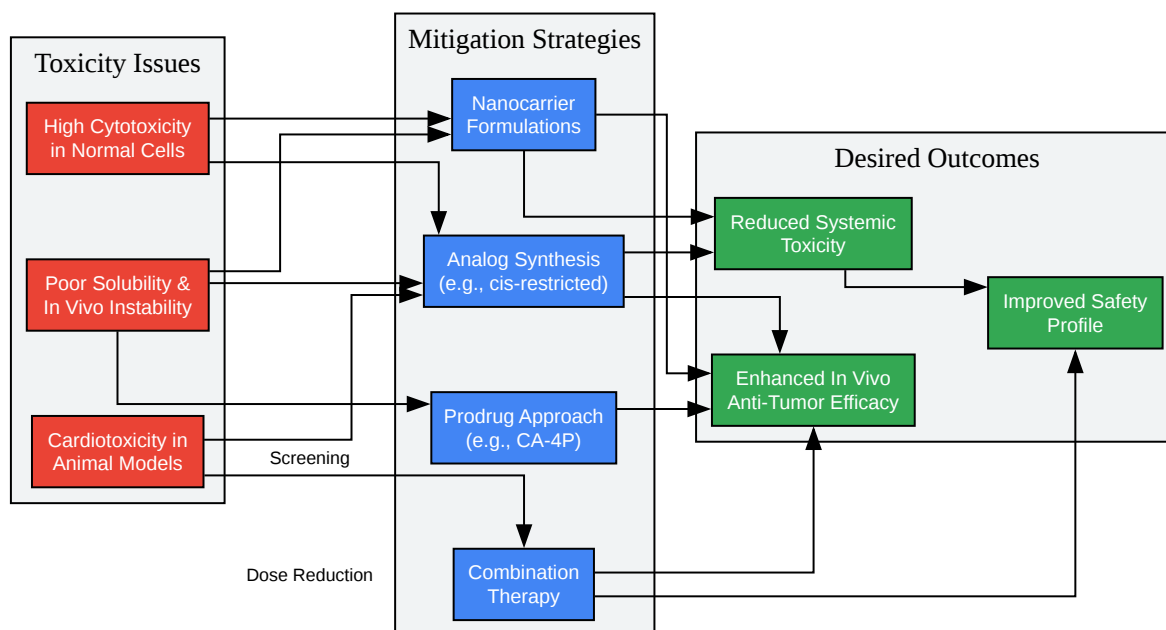 Toxicity Issues
High Cytotoxicity
in Normal Cells
Poor Solubility &
In Vivo Instability
Cardiotoxicity in
Animal Models
Screening
Dose Reduction
Mitigation Strategies
Nanocarrier
Formulations
Analog Synthesis
(e.g., cis-restricted)
Prodrug Approach
(e.g., CA-4P)
Combination
Therapy
Desired Outcomes
Reduced Systemic
Toxicity
Enhanced In Vivo
Anti-Tumor Efficacy
Improved Safety
Profile